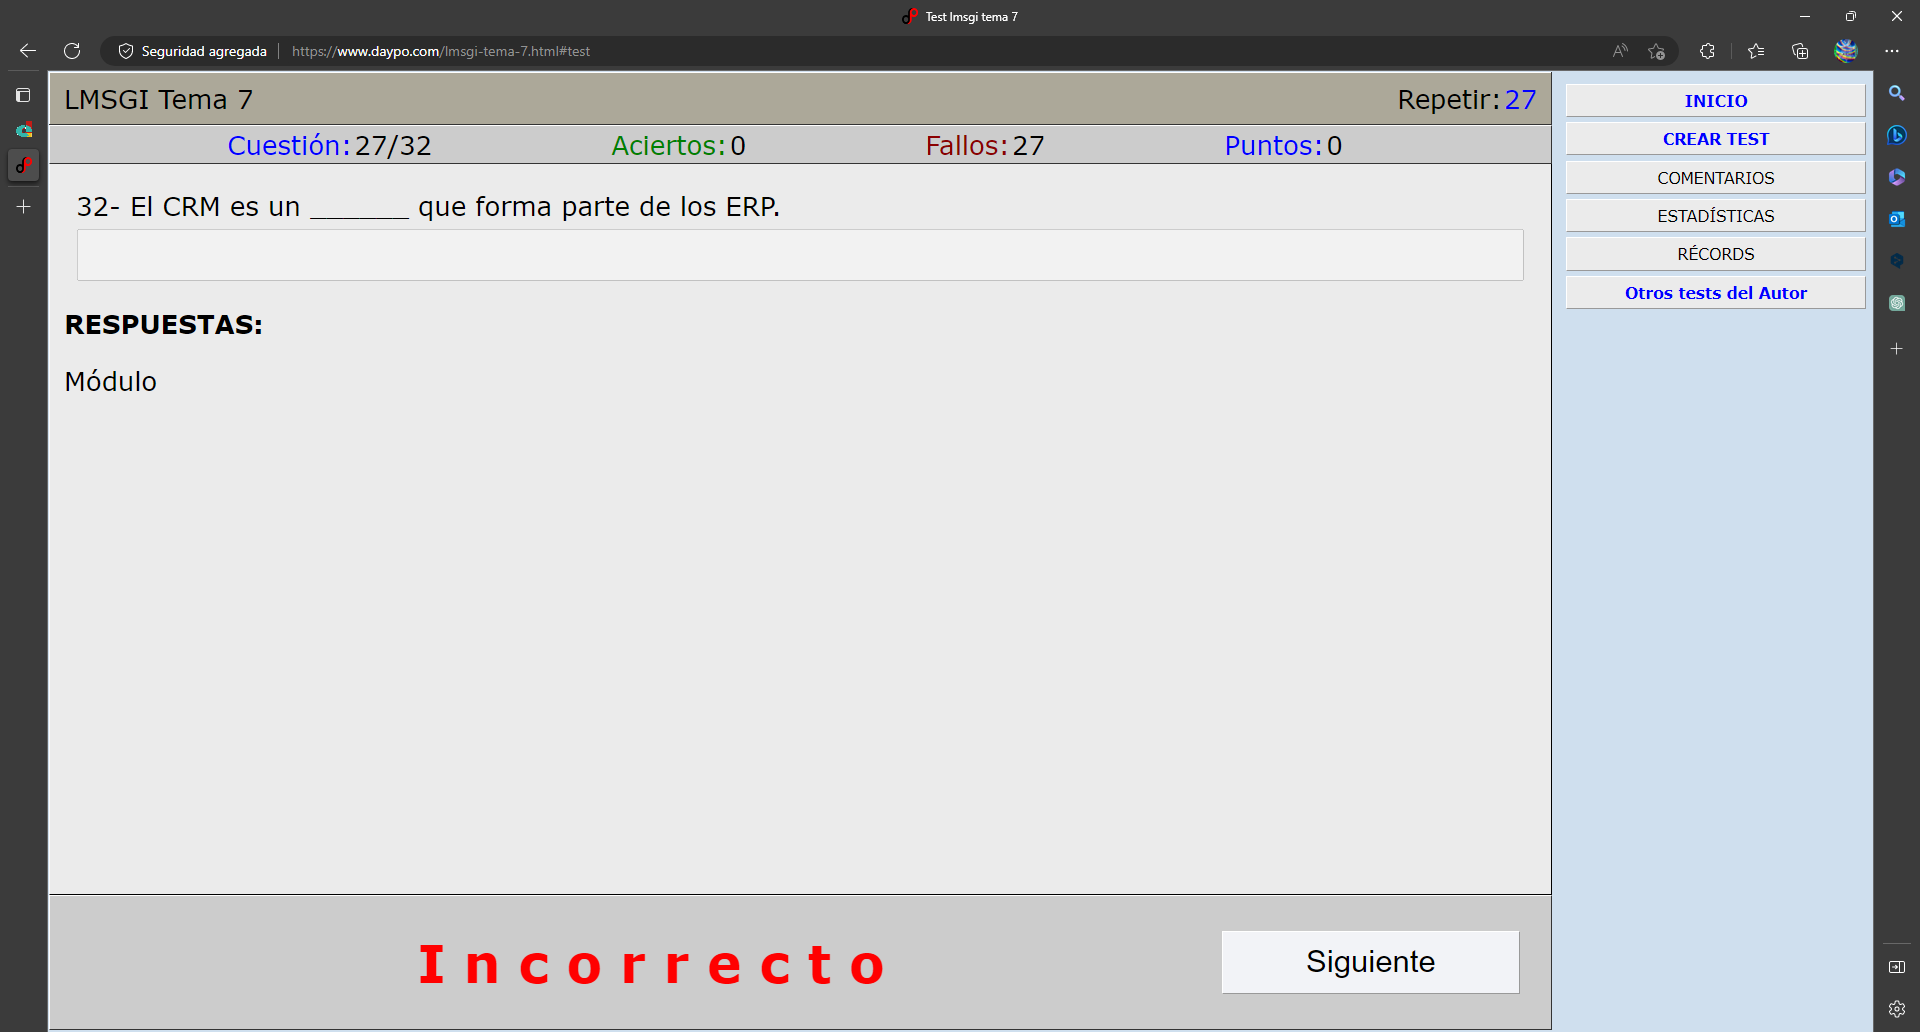 Test lmsgi tema 7
Seguridad agregada
https://www.daypo.com/lmsgi-tema-7.html#test
LMSGI Tema 7
Repetir: 27
Cuestión: 27/32
Aciertos: 0
Fallos: 27
Puntos: 0
32- El CRM es un ______ que forma parte de los ERP.
RESPUESTAS:
Módulo
Incorrecto
Siguiente
INICIO
CREAR TEST
COMENTARIOS
ESTADÍSTICAS
RÉCORDS
Otros tests del Autor